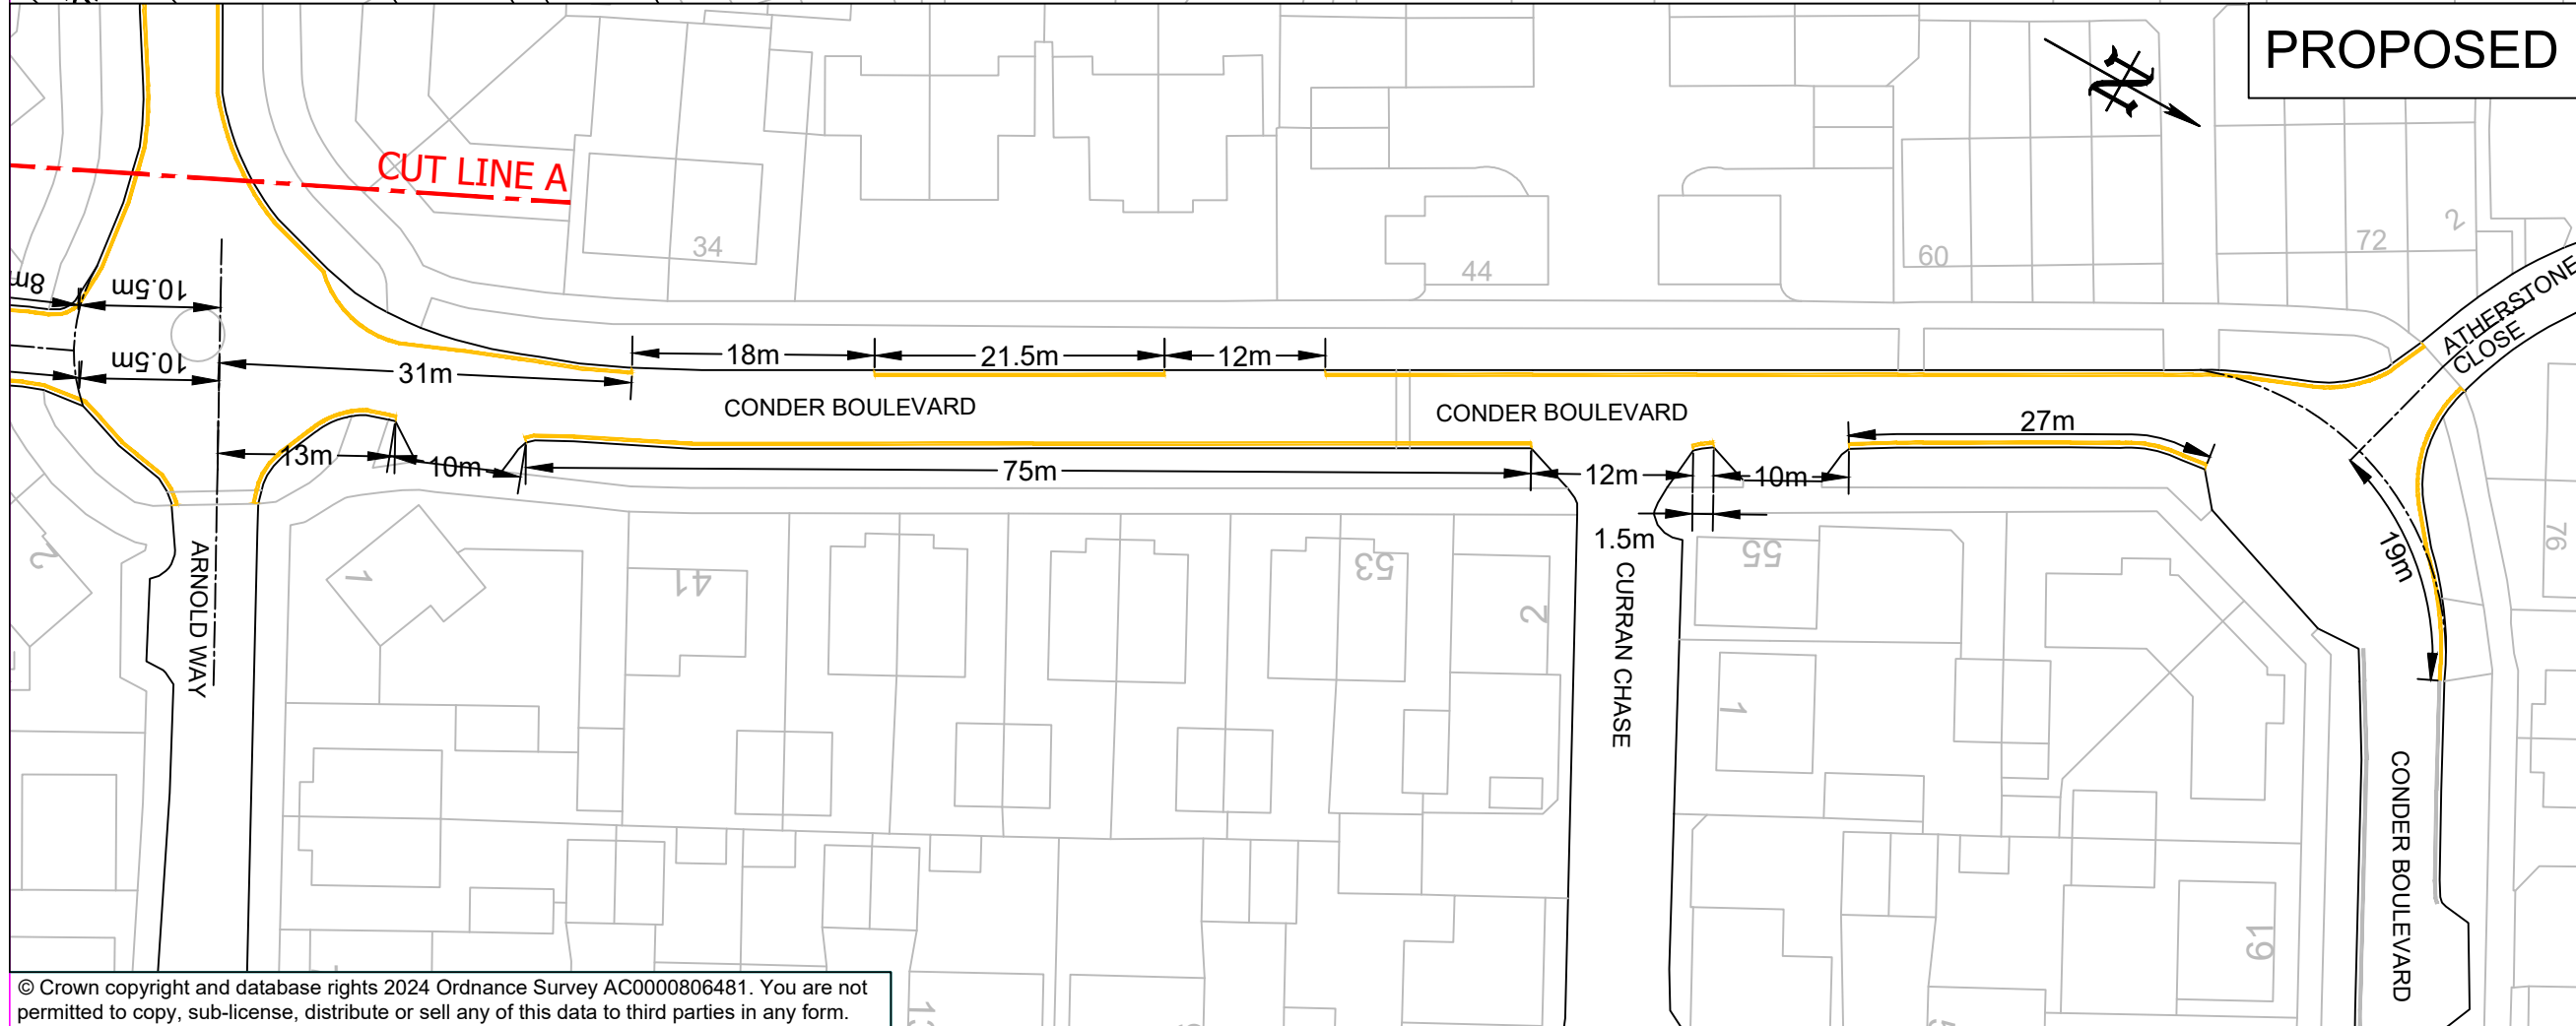 PROPOSED
N
CUT LINE A
34
44
60
72
2
8m
10.5m
10.5m
31m
18m
21.5m
12m
ATHERSTONE
CLOSE
CONDER BOULEVARD
CONDER BOULEVARD
27m
13m
10m
75m
12m
10m
1.5m
19m
ARNOLD WAY
CURRAN CHASE
CONDER BOULEVARD
2
1
41
53
2
55
1
76
61
© Crown copyright and database rights 2024 Ordnance Survey AC0000806481. You are not
permitted to copy, sub-license, distribute or sell any of this data to third parties in any form.